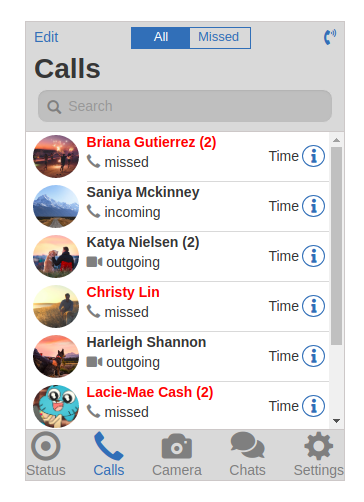 Edit
All
Missed
Calls
Search
Briana Gutierrez (2)
missed
Time
Saniya Mckinney
incoming
Time
Katya Nielsen (2)
outgoing
Time
Christy Lin
missed
Time
Harleigh Shannon
outgoing
Time
Lacie-Mae Cash (2)
missed
Time
Status
Calls
Camera
Chats
Settings